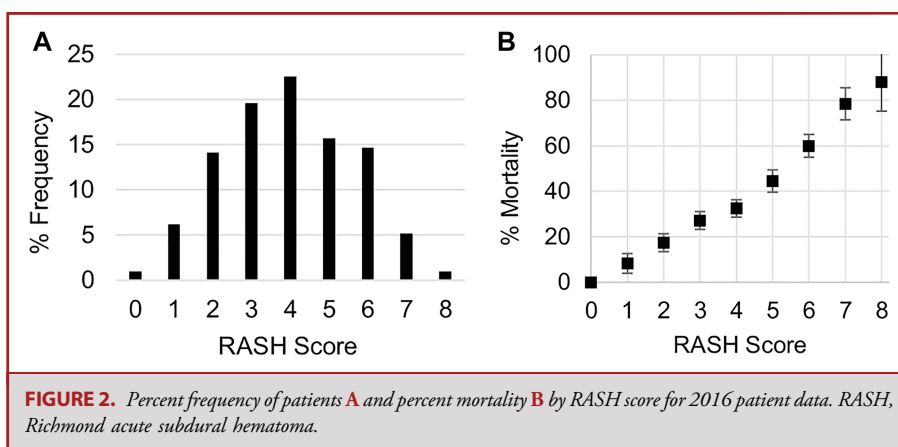 A
25
20
15
10
5
0
% Frequency
0 1 2 3 4 5 6 7 8
RASH Score
B
100
80
60
40
20
0
% Mortality
0 1 2 3 4 5 6 7 8
RASH Score
FIGURE 2. Percent frequency of patients A and percent mortality B by RASH score for 2016 patient data. RASH,
Richmond acute subdural hematoma.